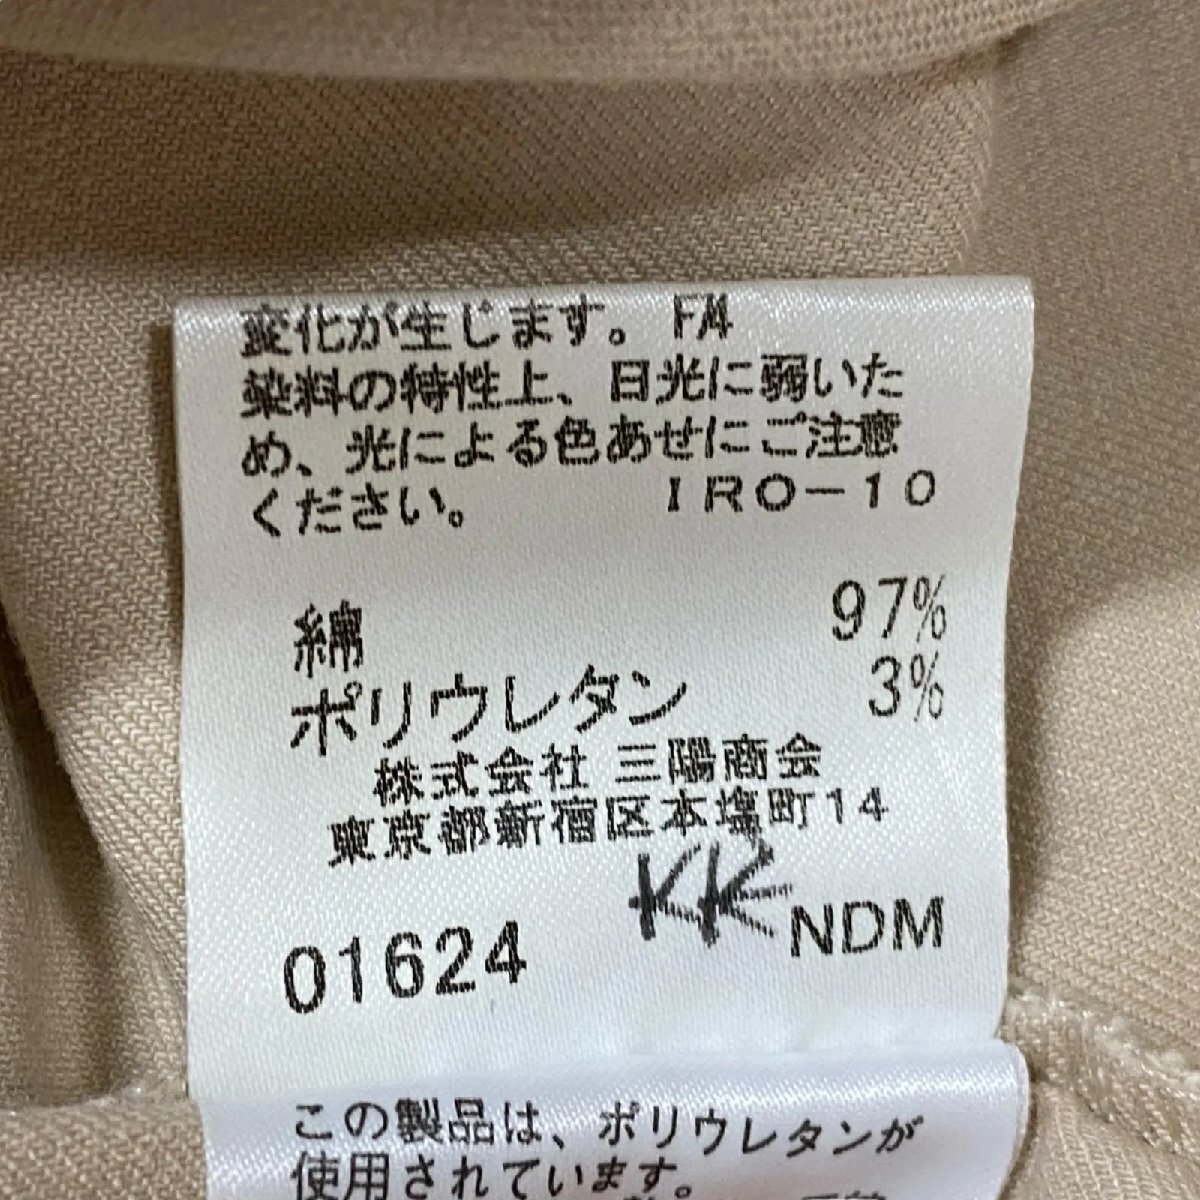 変化が生じます。 FA4
染料の特性上、日光に弱いた
め、光による色あせにご注意
ください。 IRO-10
綿 97%
ポリウレタン 3%
株式会社 三陽商会
東京都新宿区本塩町14
KK
01624 NDM
この製品は、ポリウレタンが
使用されています。